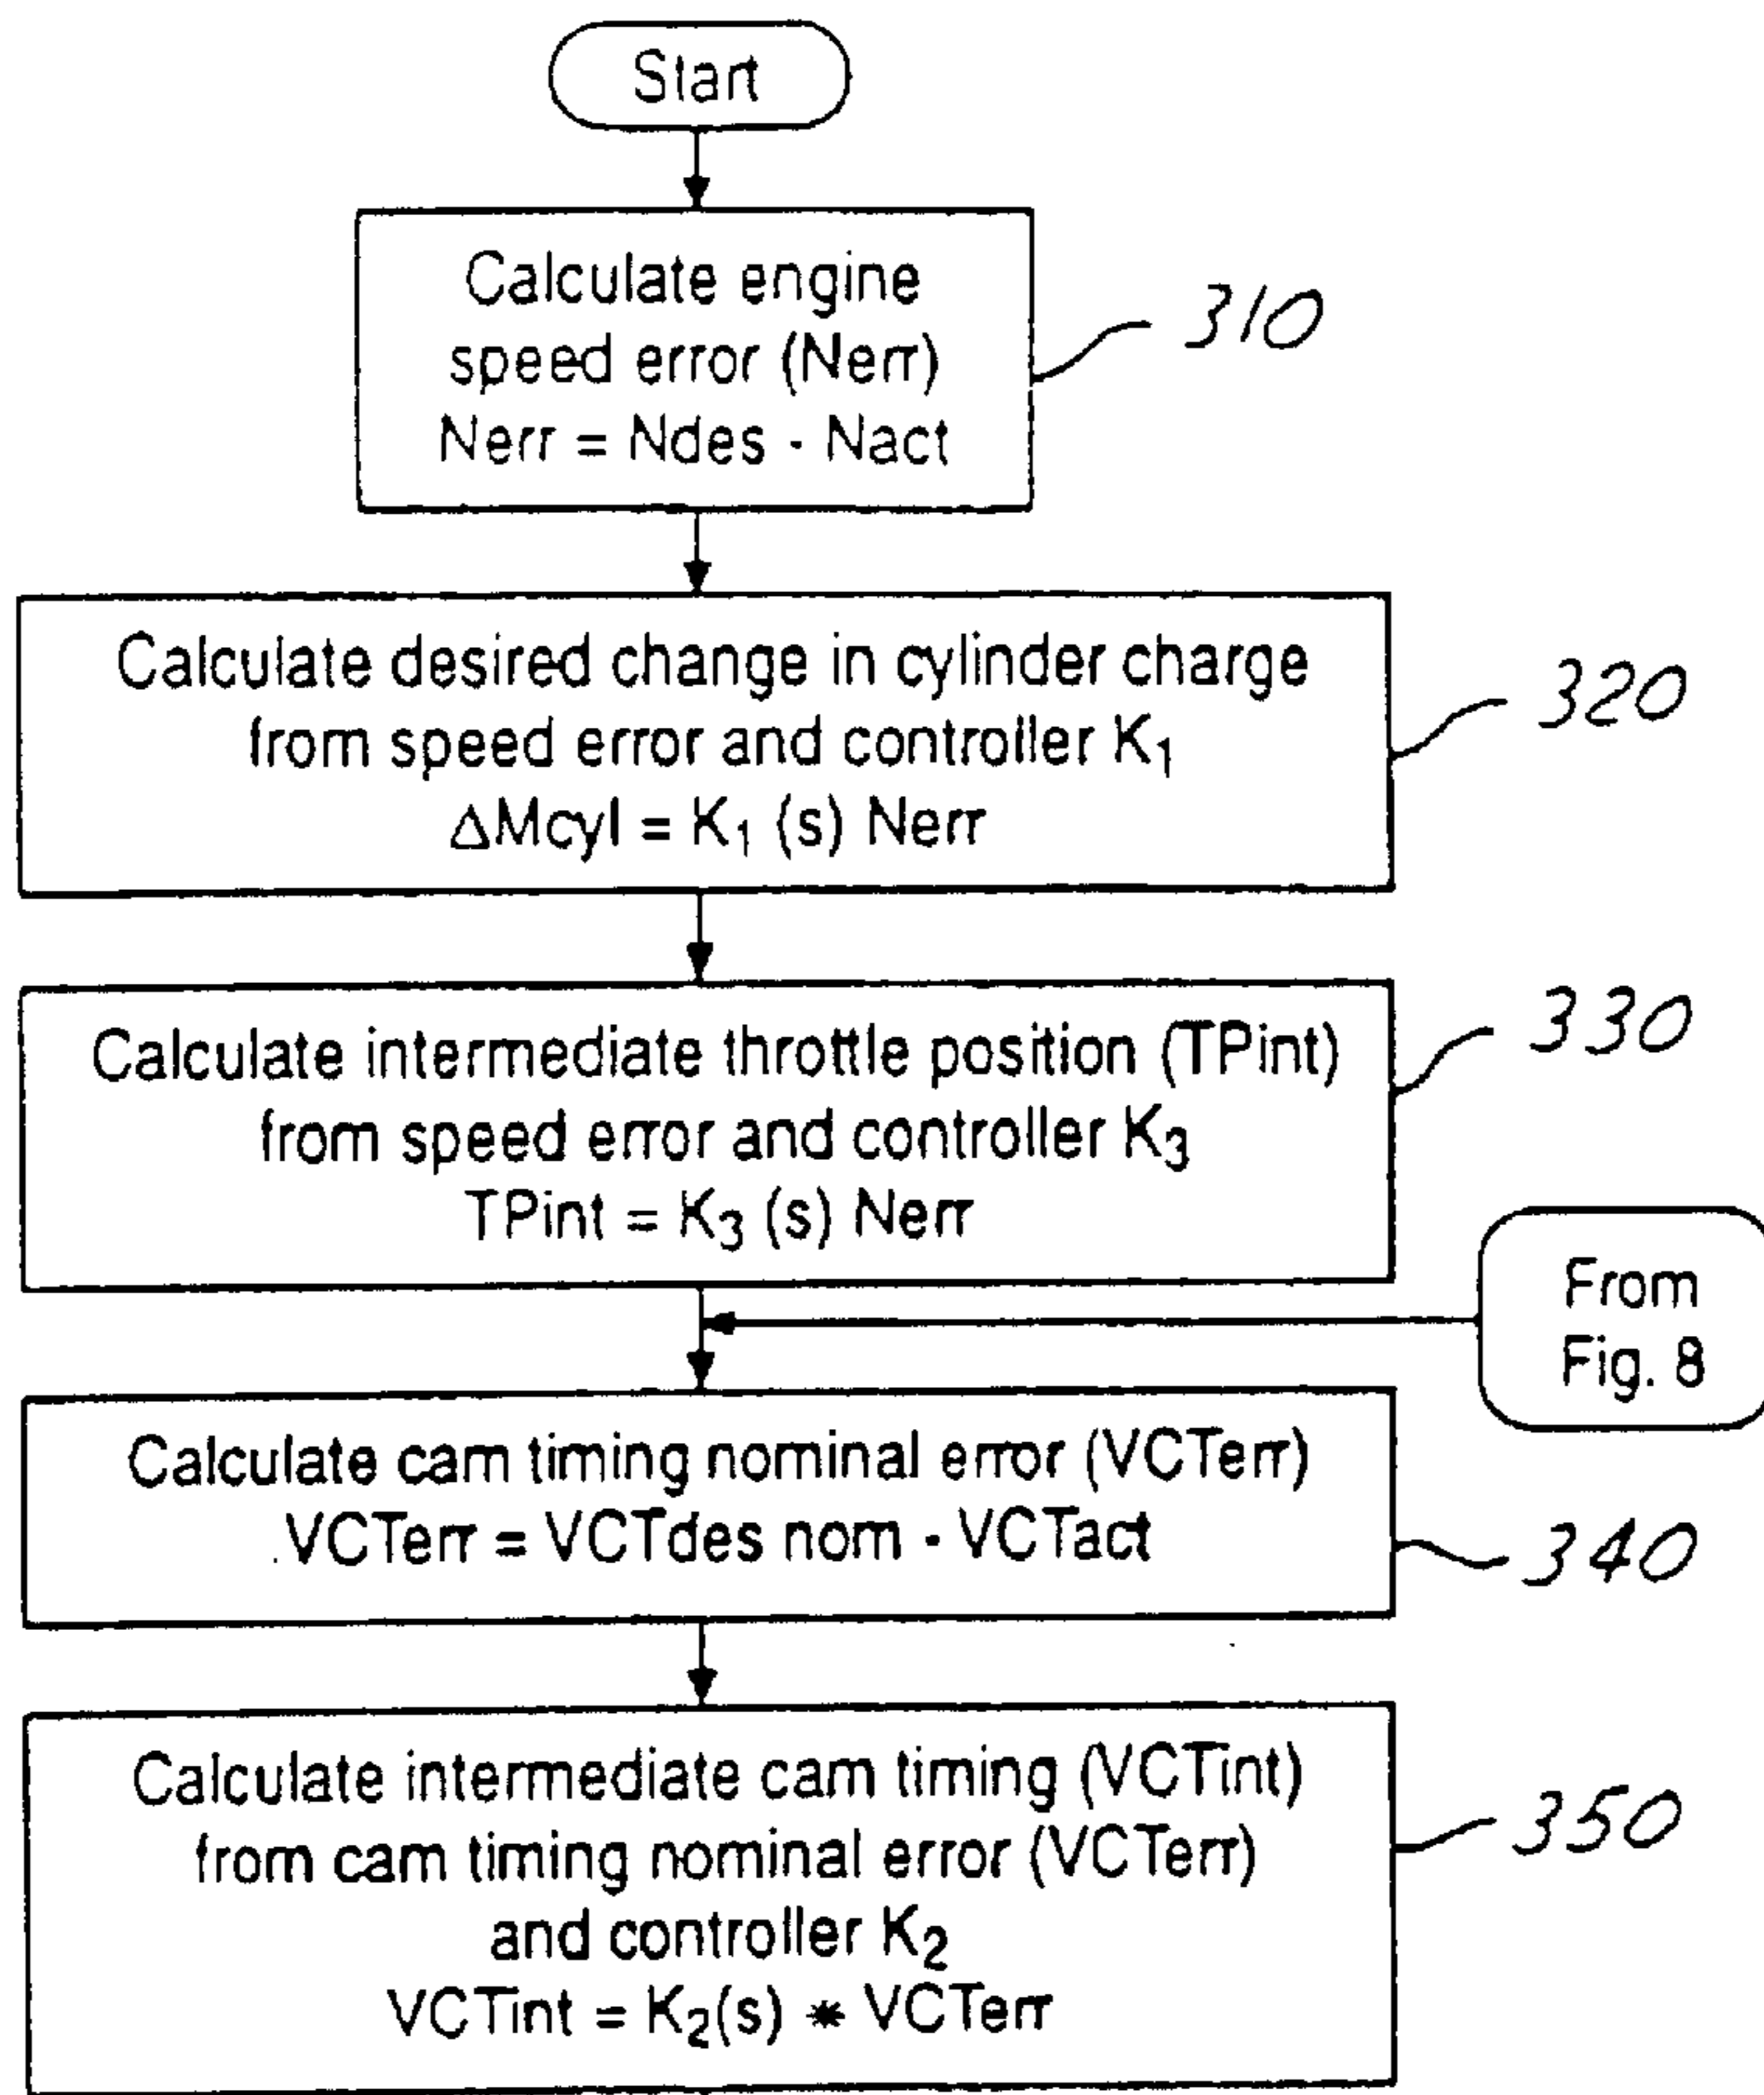 Start
Calculate engine
speed error (Nerr)
Nerr = Ndes - Nact
310
Calculate desired change in cylinder charge
from speed error and controller K₁
ΔMcyl = K₁ (s) Nerr
320
Calculate intermediate throttle position (TPint)
from speed error and controller K₃
TPint = K₃ (s) Nerr
330
From
Fig. 8
Calculate cam timing nominal error (VCTerr)
VCTerr = VCTdes nom - VCTact
340
Calculate intermediate cam timing (VCTint)
from cam timing nominal error (VCTerr)
and controller K₂
VCTint = K₂(s) * VCTerr
350